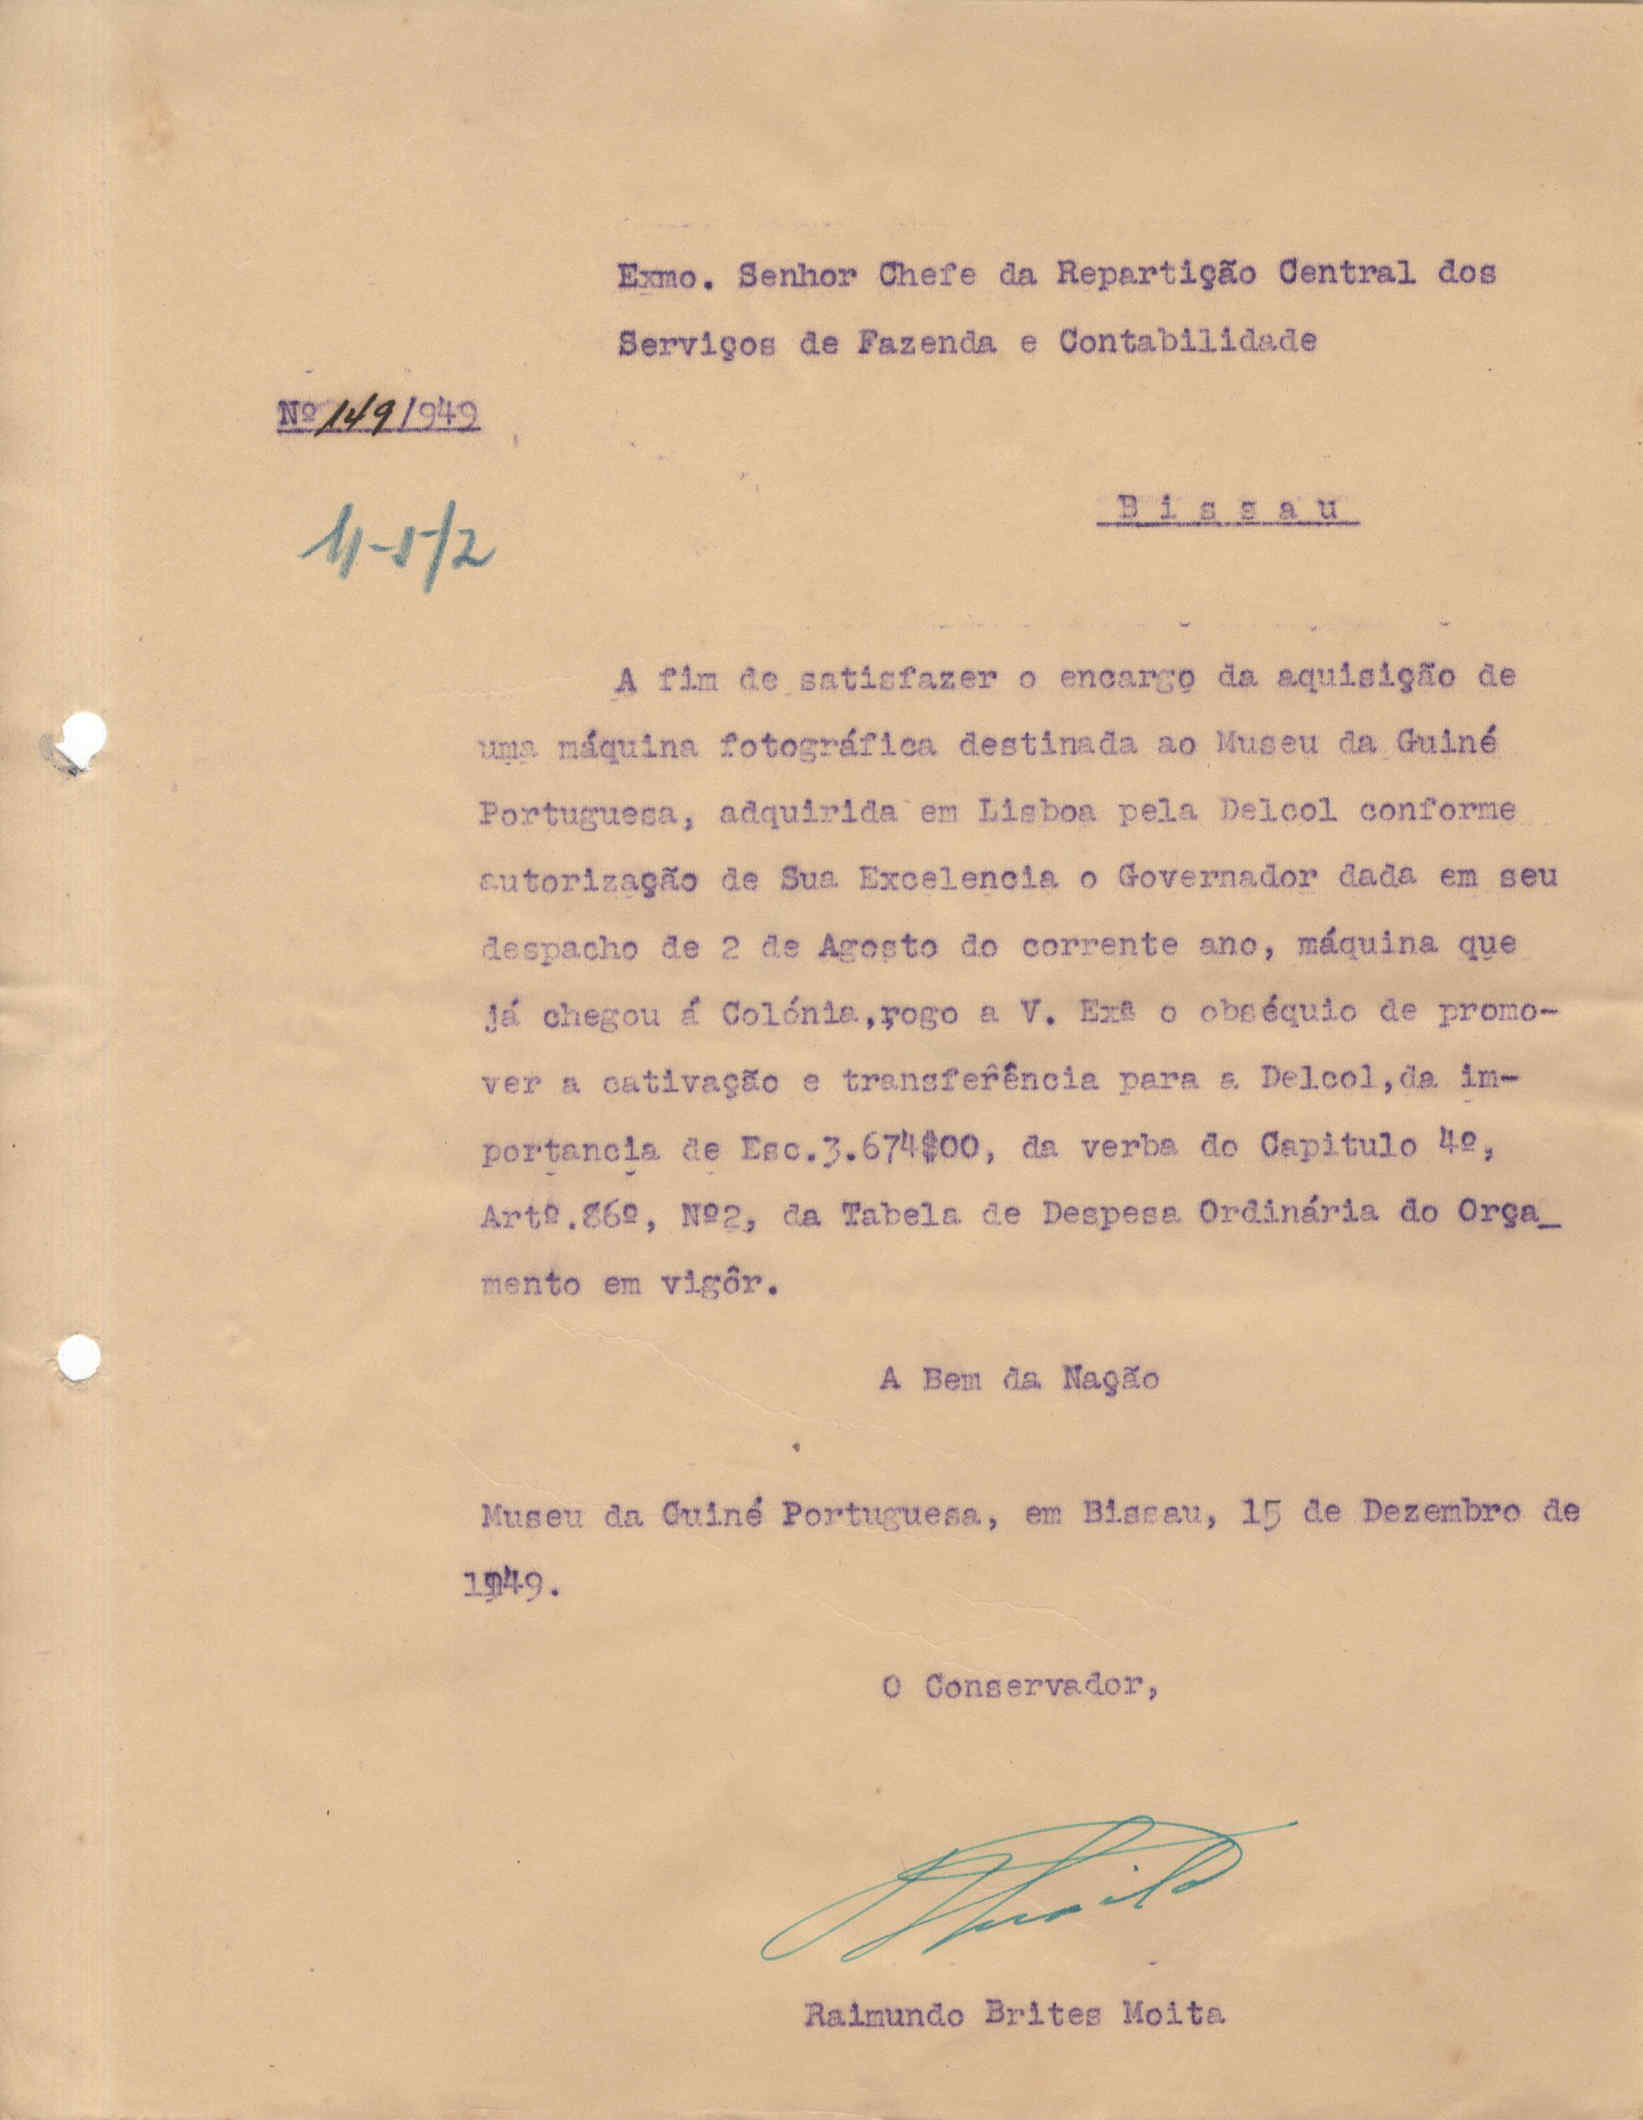 Exmo. Senhor Chefe da Repartição Central dos
Serviços de Fazenda e Contabilidade
Nº 149/949
B i s s a u
A fim de satisfazer o encargo da aquisição de
uma máquina fotográfica destinada ao Museu da Guiné
Portuguesa, adquirida em Lisboa pela Delcol conforme
autorização de Sua Excelencia o Governador dada em seu
despacho de 2 de Agosto do corrente ano, máquina que
já chegou á Colónia,rogo a V. Exª o obséquio de promo-
ver a cativação e transferência para a Delcol,da im-
portancia de Esc.3.674$00, da verba do Capitulo 4º,
Artº.86º, Nº2, da Tabela de Despesa Ordinária do Orça_
mento em vigôr.
A Bem da Nação
Museu da Guiné Portuguesa, em Bissau, 15 de Dezembro de
1949.
O Conservador,
Raimundo Brites Moita